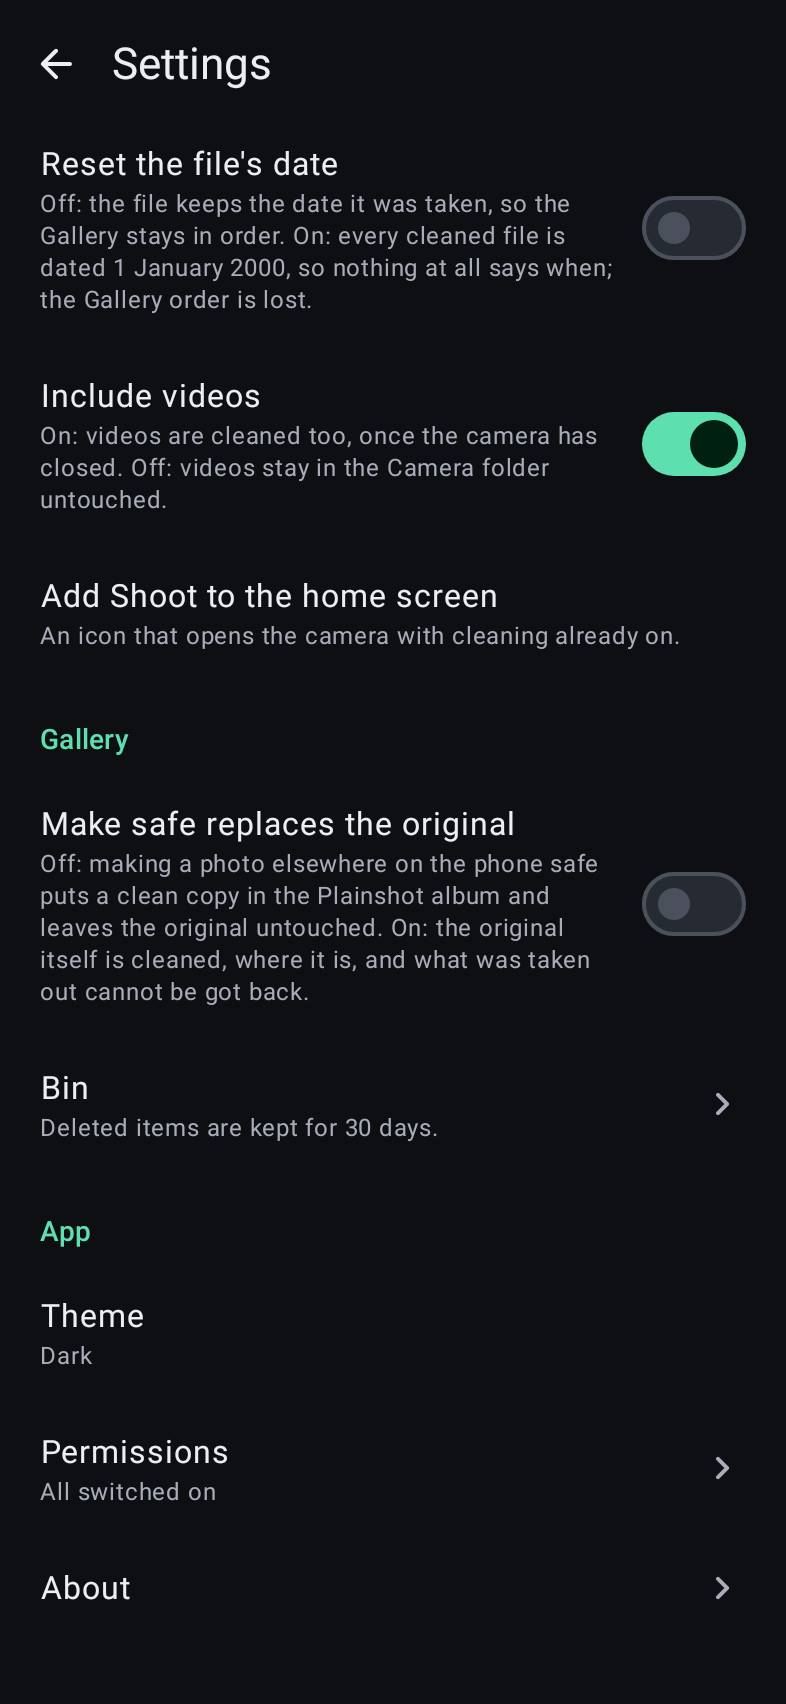 Settings
Reset the file's date
Off: the file keeps the date it was taken, so the
Gallery stays in order. On: every cleaned file is
dated 1 January 2000, so nothing at all says when;
the Gallery order is lost.
Include videos
On: videos are cleaned too, once the camera has
closed. Off: videos stay in the Camera folder
untouched.
Add Shoot to the home screen
An icon that opens the camera with cleaning already on.
Gallery
Make safe replaces the original
Off: making a photo elsewhere on the phone safe
puts a clean copy in the Plainshot album and
leaves the original untouched. On: the original
itself is cleaned, where it is, and what was taken
out cannot be got back.
Bin
Deleted items are kept for 30 days.
App
Theme
Dark
Permissions
All switched on
About